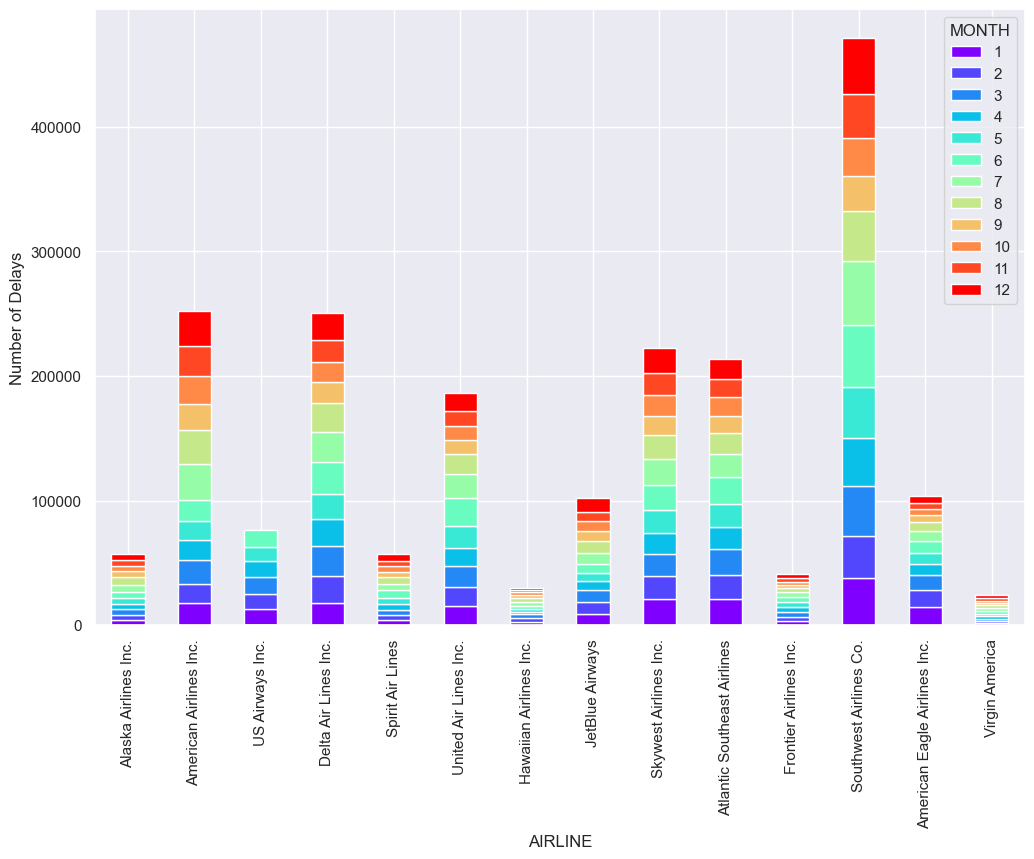 MONTH
1
2
3
4
5
6
7
8
9
10
11
12
Number of Delays
400000
300000
200000
100000
0
Alaska Airlines Inc.
American Airlines Inc.
US Airways Inc.
Delta Air Lines Inc.
Spirit Air Lines
United Air Lines Inc.
Hawaiian Airlines Inc.
JetBlue Airways
Skywest Airlines Inc.
Atlantic Southeast Airlines
Frontier Airlines Inc.
Southwest Airlines Co.
American Eagle Airlines Inc.
Virgin America
AIRLINE